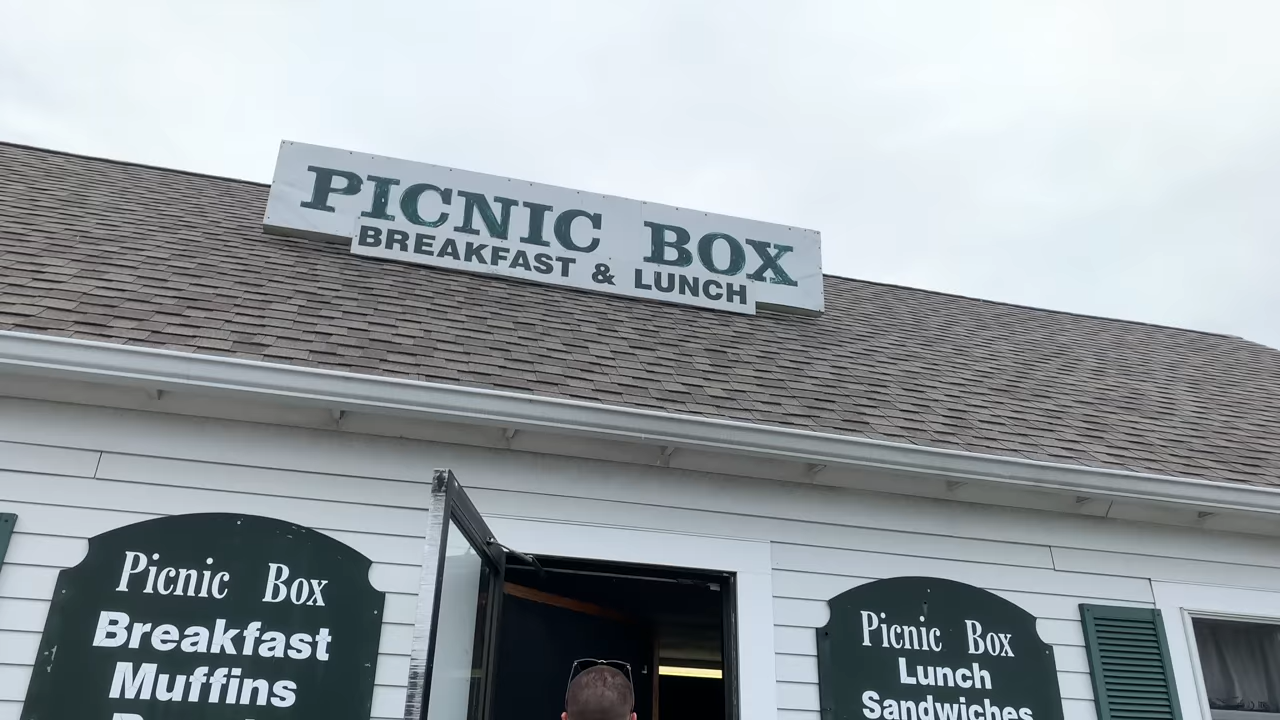 PICNIC BOX
BREAKFAST & LUNCH
Picnic Box
Breakfast
Muffins
Picnic Box
Lunch
Sandwiches